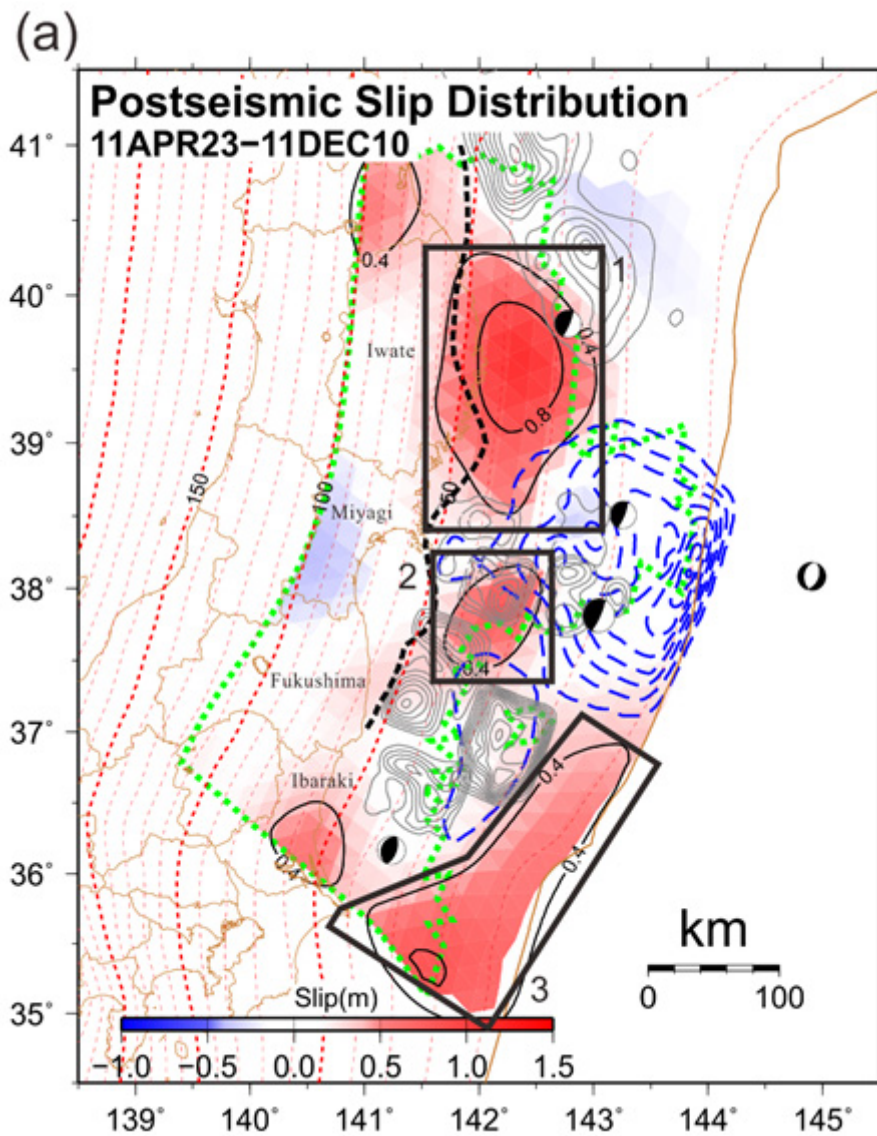 (a)
Postseismic Slip Distribution
11APR23−11DEC10
41˚
0.4
1
40˚
Iwate
0.4
0.8
39˚
150
100
50
Miyagi
38˚
2
0.4
Fukushima
37˚
0.4
Ibaraki
0.4
36˚
0.4
km
0 100
Slip(m)
3
35˚
−1.0 −0.5 0.0 0.5 1.0 1.5
139˚ 140˚ 141˚ 142˚ 143˚ 144˚ 145˚